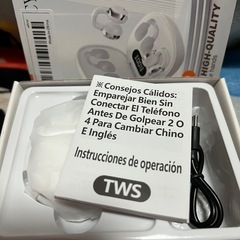 HIGH-QUALITY
※ Consejos Cálidos:
Emparejar Bien Sin
Conectar El Teléfono
Antes De Golpear 2 O
4 Para Cambiar Chino
E Inglés
Instrucciones de operación
TWS